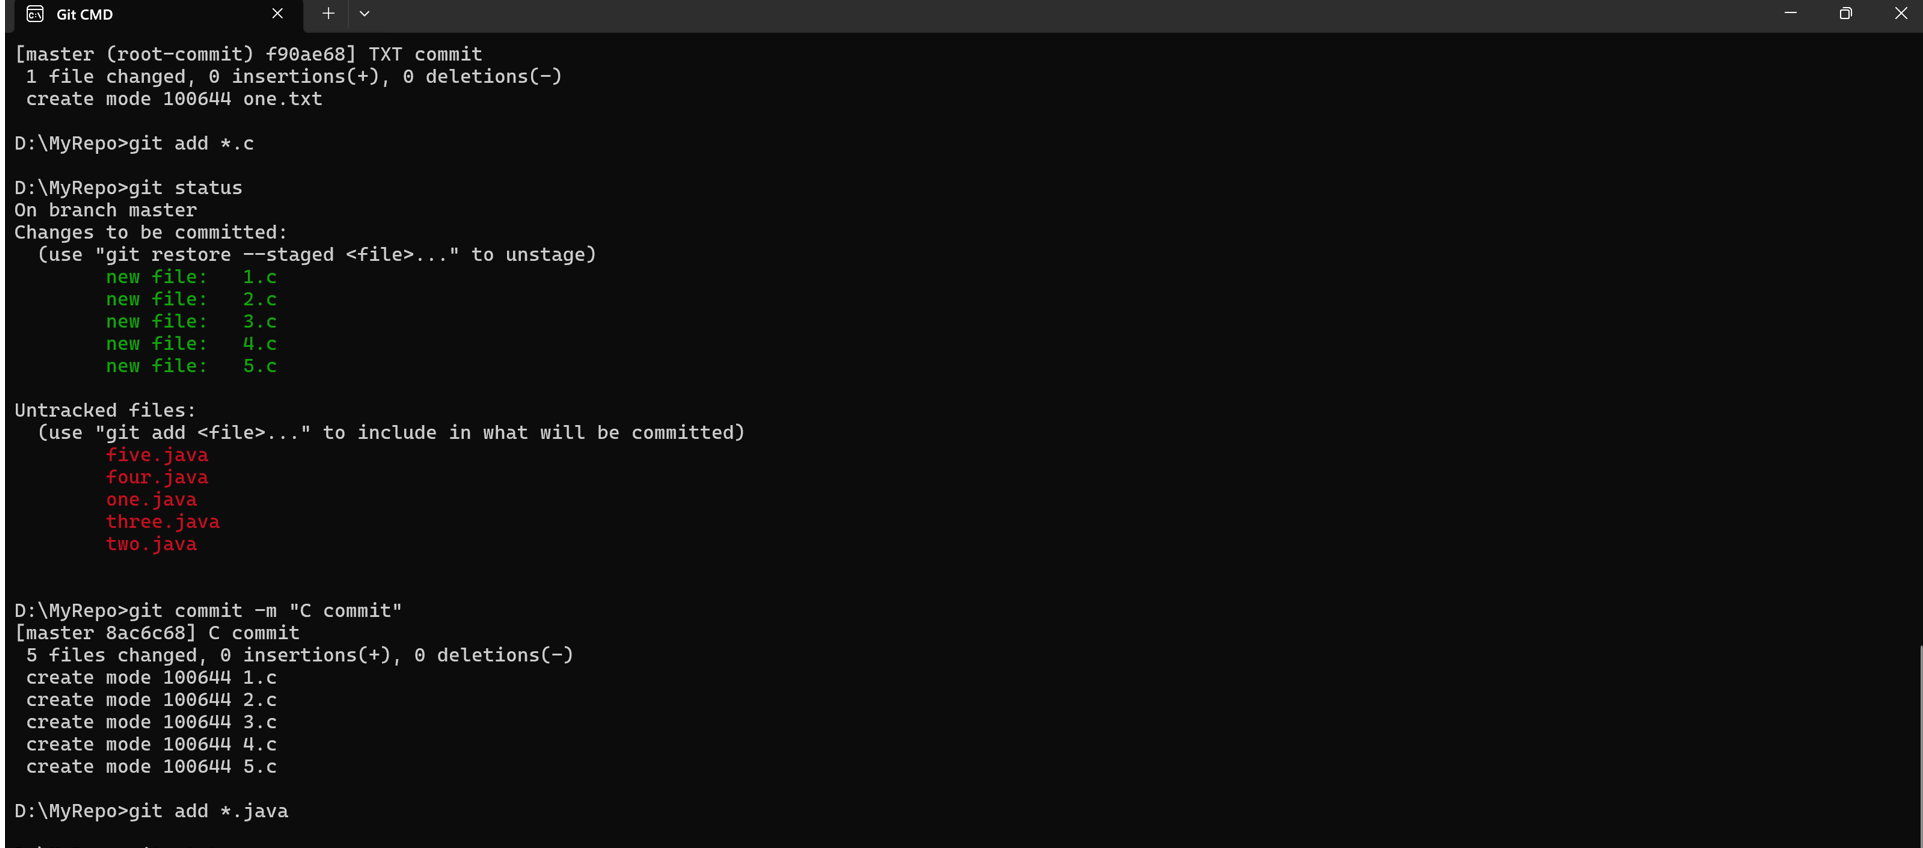 Git CMD
[master (root-commit) f90ae68] TXT commit
 1 file changed, 0 insertions(+), 0 deletions(-)
 create mode 100644 one.txt

D:\MyRepo>git add *.c

D:\MyRepo>git status
On branch master
Changes to be committed:
  (use "git restore --staged <file>..." to unstage)
        new file:   1.c
        new file:   2.c
        new file:   3.c
        new file:   4.c
        new file:   5.c

Untracked files:
  (use "git add <file>..." to include in what will be committed)
        five.java
        four.java
        one.java
        three.java
        two.java


D:\MyRepo>git commit -m "C commit"
[master 8ac6c68] C commit
 5 files changed, 0 insertions(+), 0 deletions(-)
 create mode 100644 1.c
 create mode 100644 2.c
 create mode 100644 3.c
 create mode 100644 4.c
 create mode 100644 5.c

D:\MyRepo>git add *.java